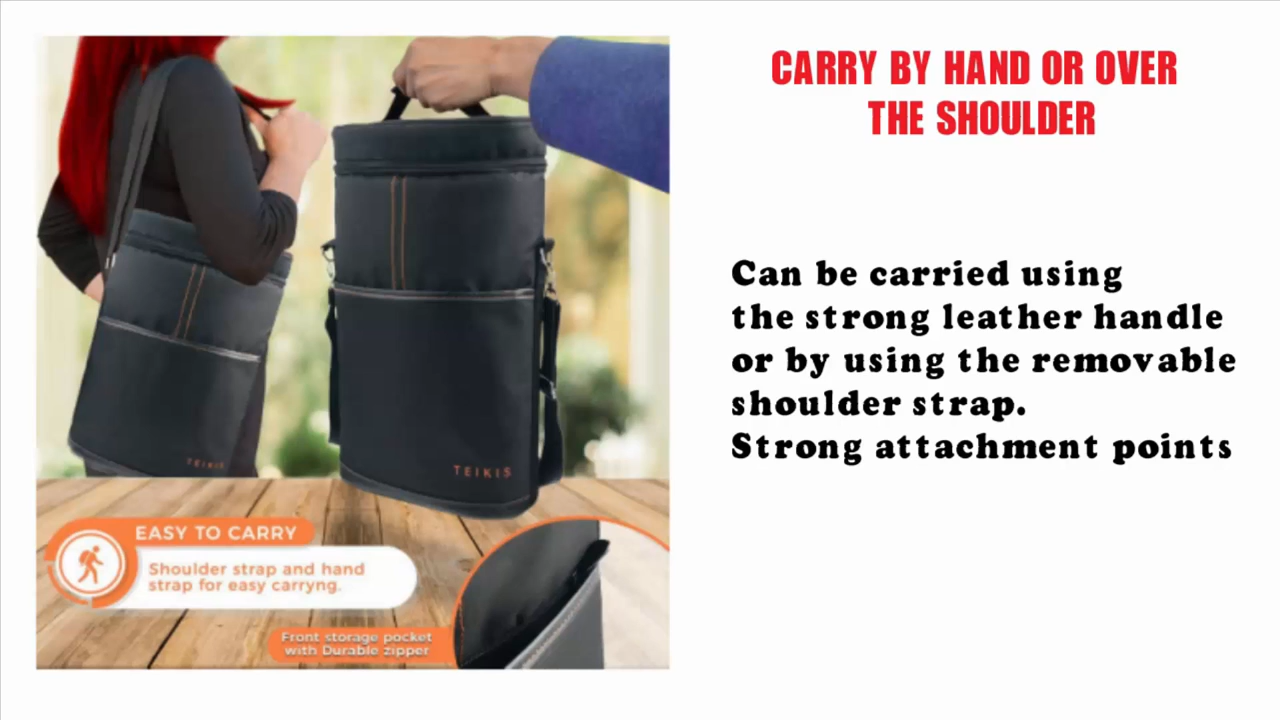 CARRY BY HAND OR OVER
THE SHOULDER
Can be carried using
the strong leather handle
or by using the removable
shoulder strap.
Strong attachment points
TEIKIS
TEIKIS
EASY TO CARRY
Shoulder strap and hand
strap for easy carryng.
Front storage pocket
with Durable zipper